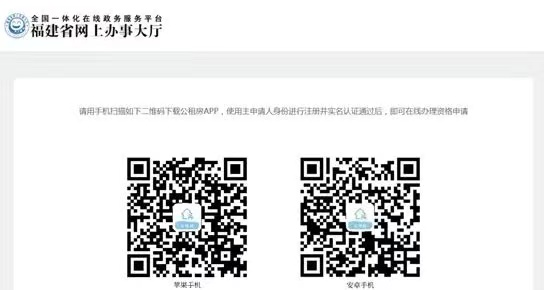 全国一体化在线政务服务平台
福建省网上办事大厅
请用手机扫描如下二维码下载公租房APP，使用主申请人身份进行注册并实名认证通过后，即可在线办理资格申请
苹果手机
安卓手机